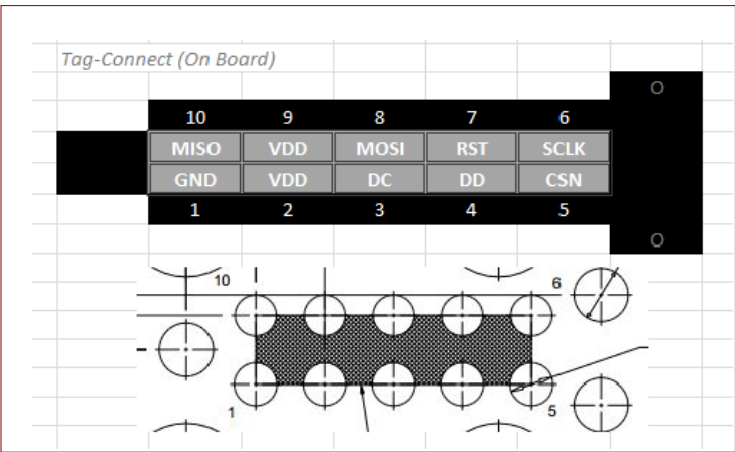 Tag-Connect (On Board)
O
10 9 8 7 6
MISO VDD MOSI RST SCLK
GND VDD DC DD CSN
1 2 3 4 5
O
10 6
1 5